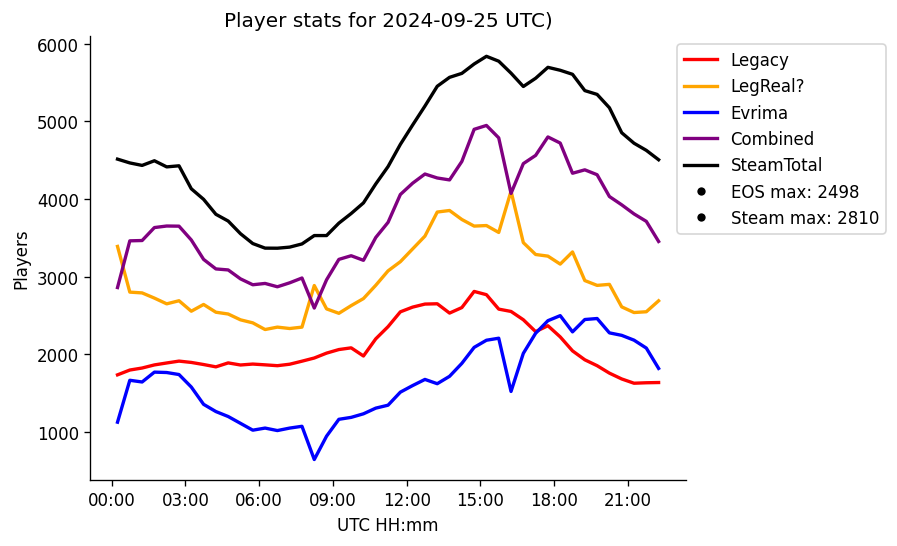 Player stats for 2024-09-25 UTC)
6000
5000
4000
3000
2000
1000
Players
00:00 03:00 06:00 09:00 12:00 15:00 18:00 21:00
UTC HH:mm
Legacy
LegReal?
Evrima
Combined
SteamTotal
EOS max: 2498
Steam max: 2810